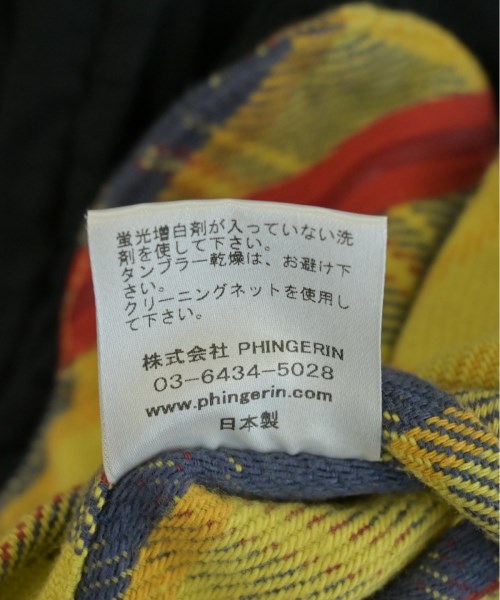 蛍光増白剤が入っていない洗
剤を使して下さい。
タンブラー乾燥は、お避け下
さい。
クリーニングネットを使用し
て下さい。
株式会社 PHINGERIN
03-6434-5028
www.phingerin.com
日本製